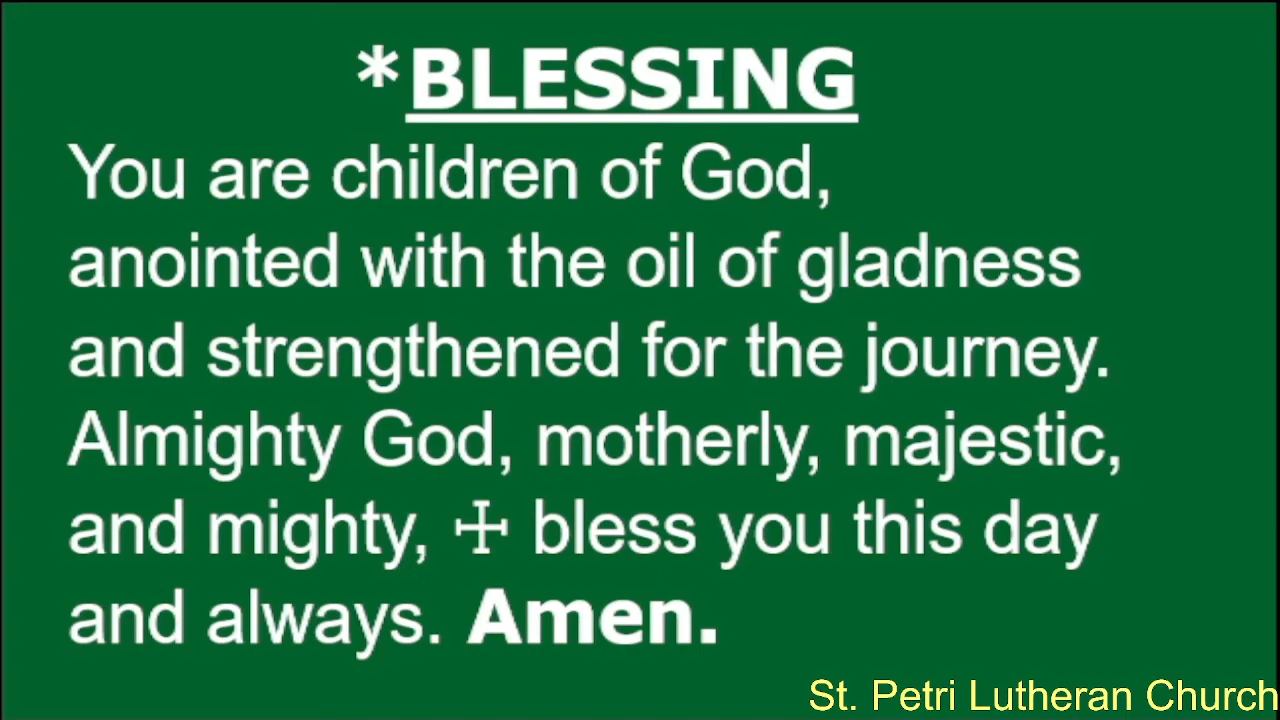 *BLESSING
You are children of God,
anointed with the oil of gladness
and strengthened for the journey.
Almighty God, motherly, majestic,
and mighty, ☩ bless you this day
and always. Amen.
St. Petri Lutheran Church